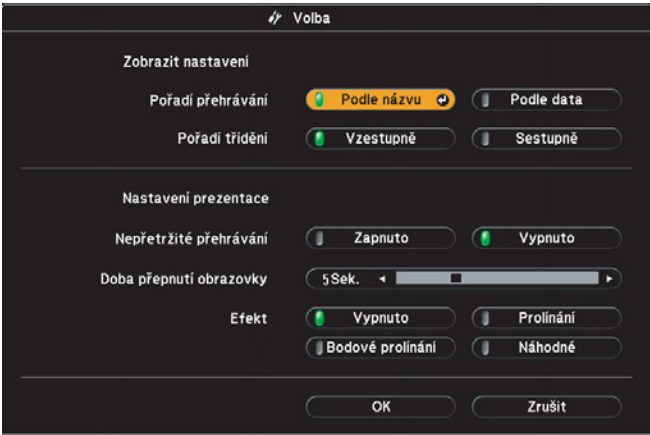 Volba
Zobrazit nastavení
Pořadí přehrávání Podle názvu Podle data
Pořadí třídění Vzestupně Sestupně
Nastavení prezentace
Nepřetržité přehrávání Zapnuto Vypnuto
Doba přepnutí obrazovky 5Sek.
Efekt Vypnuto Prolínání
Bodové prolínání Náhodné
OK Zrušit